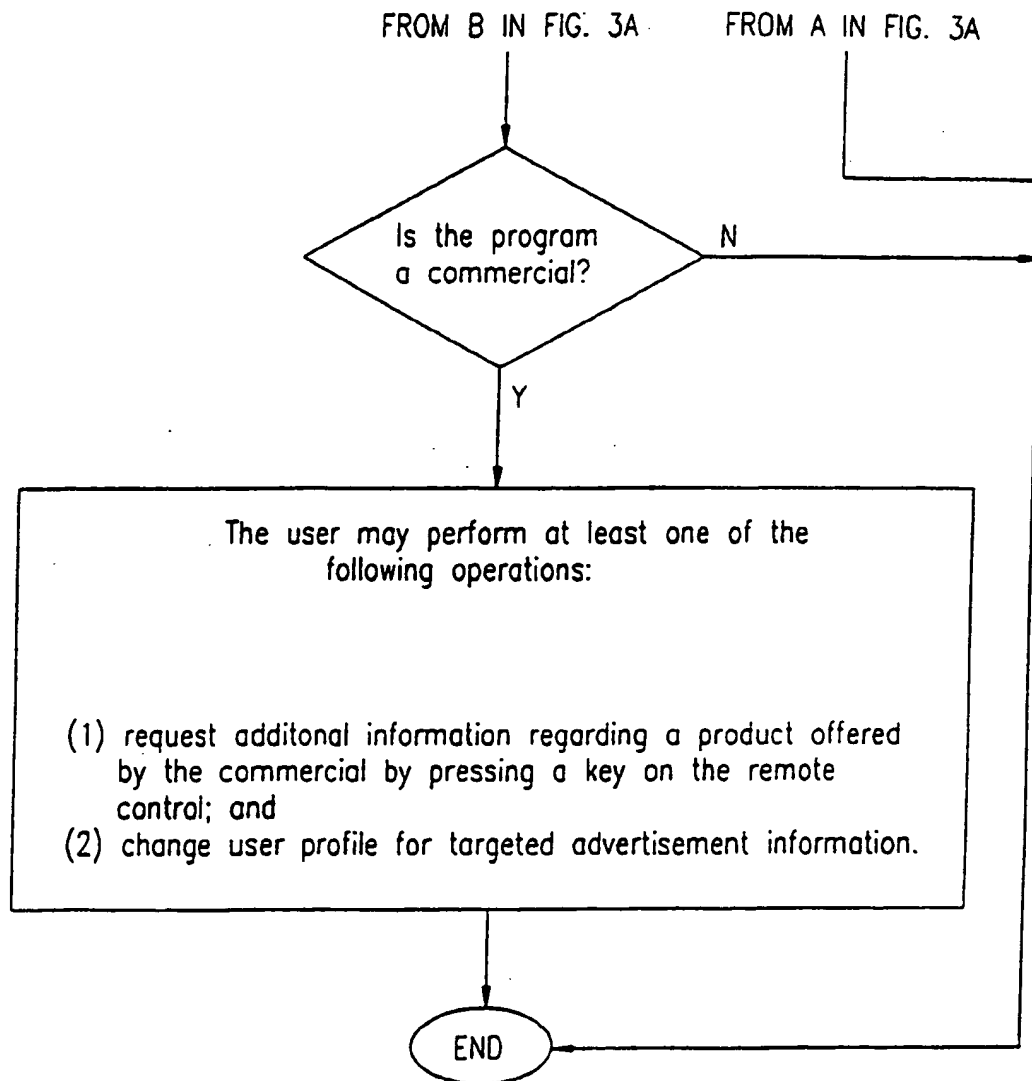 FROM B IN FIG. 3A FROM A IN FIG. 3A
Is the program
a commercial?
N
Y
The user may perform at least one of the
following operations:
(1) request additonal information regarding a product offered
by the commercial by pressing a key on the remote
control; and
(2) change user profile for targeted advertisement information.
END